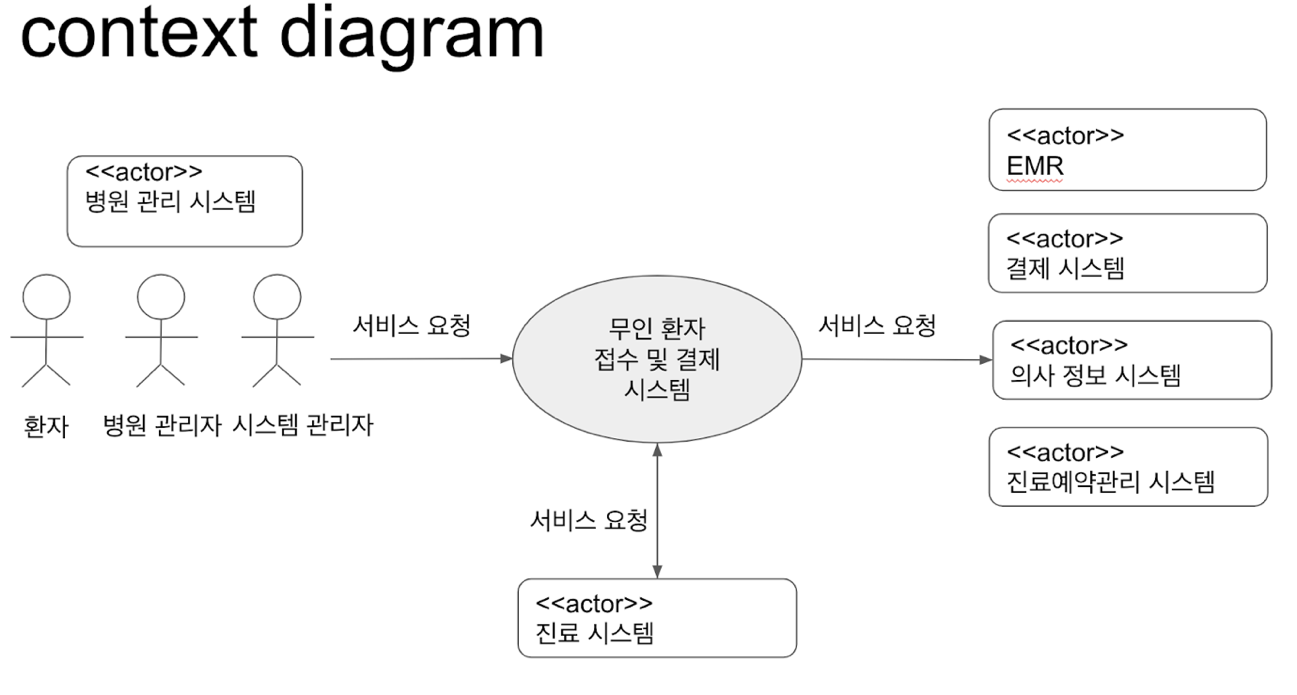 context diagram
<<actor>>
병원 관리 시스템
환자
병원 관리자
시스템 관리자
서비스 요청
무인 환자
접수 및 결제
시스템
서비스 요청
<<actor>>
EMR
<<actor>>
결제 시스템
<<actor>>
의사 정보 시스템
<<actor>>
진료예약관리 시스템
서비스 요청
<<actor>>
진료 시스템